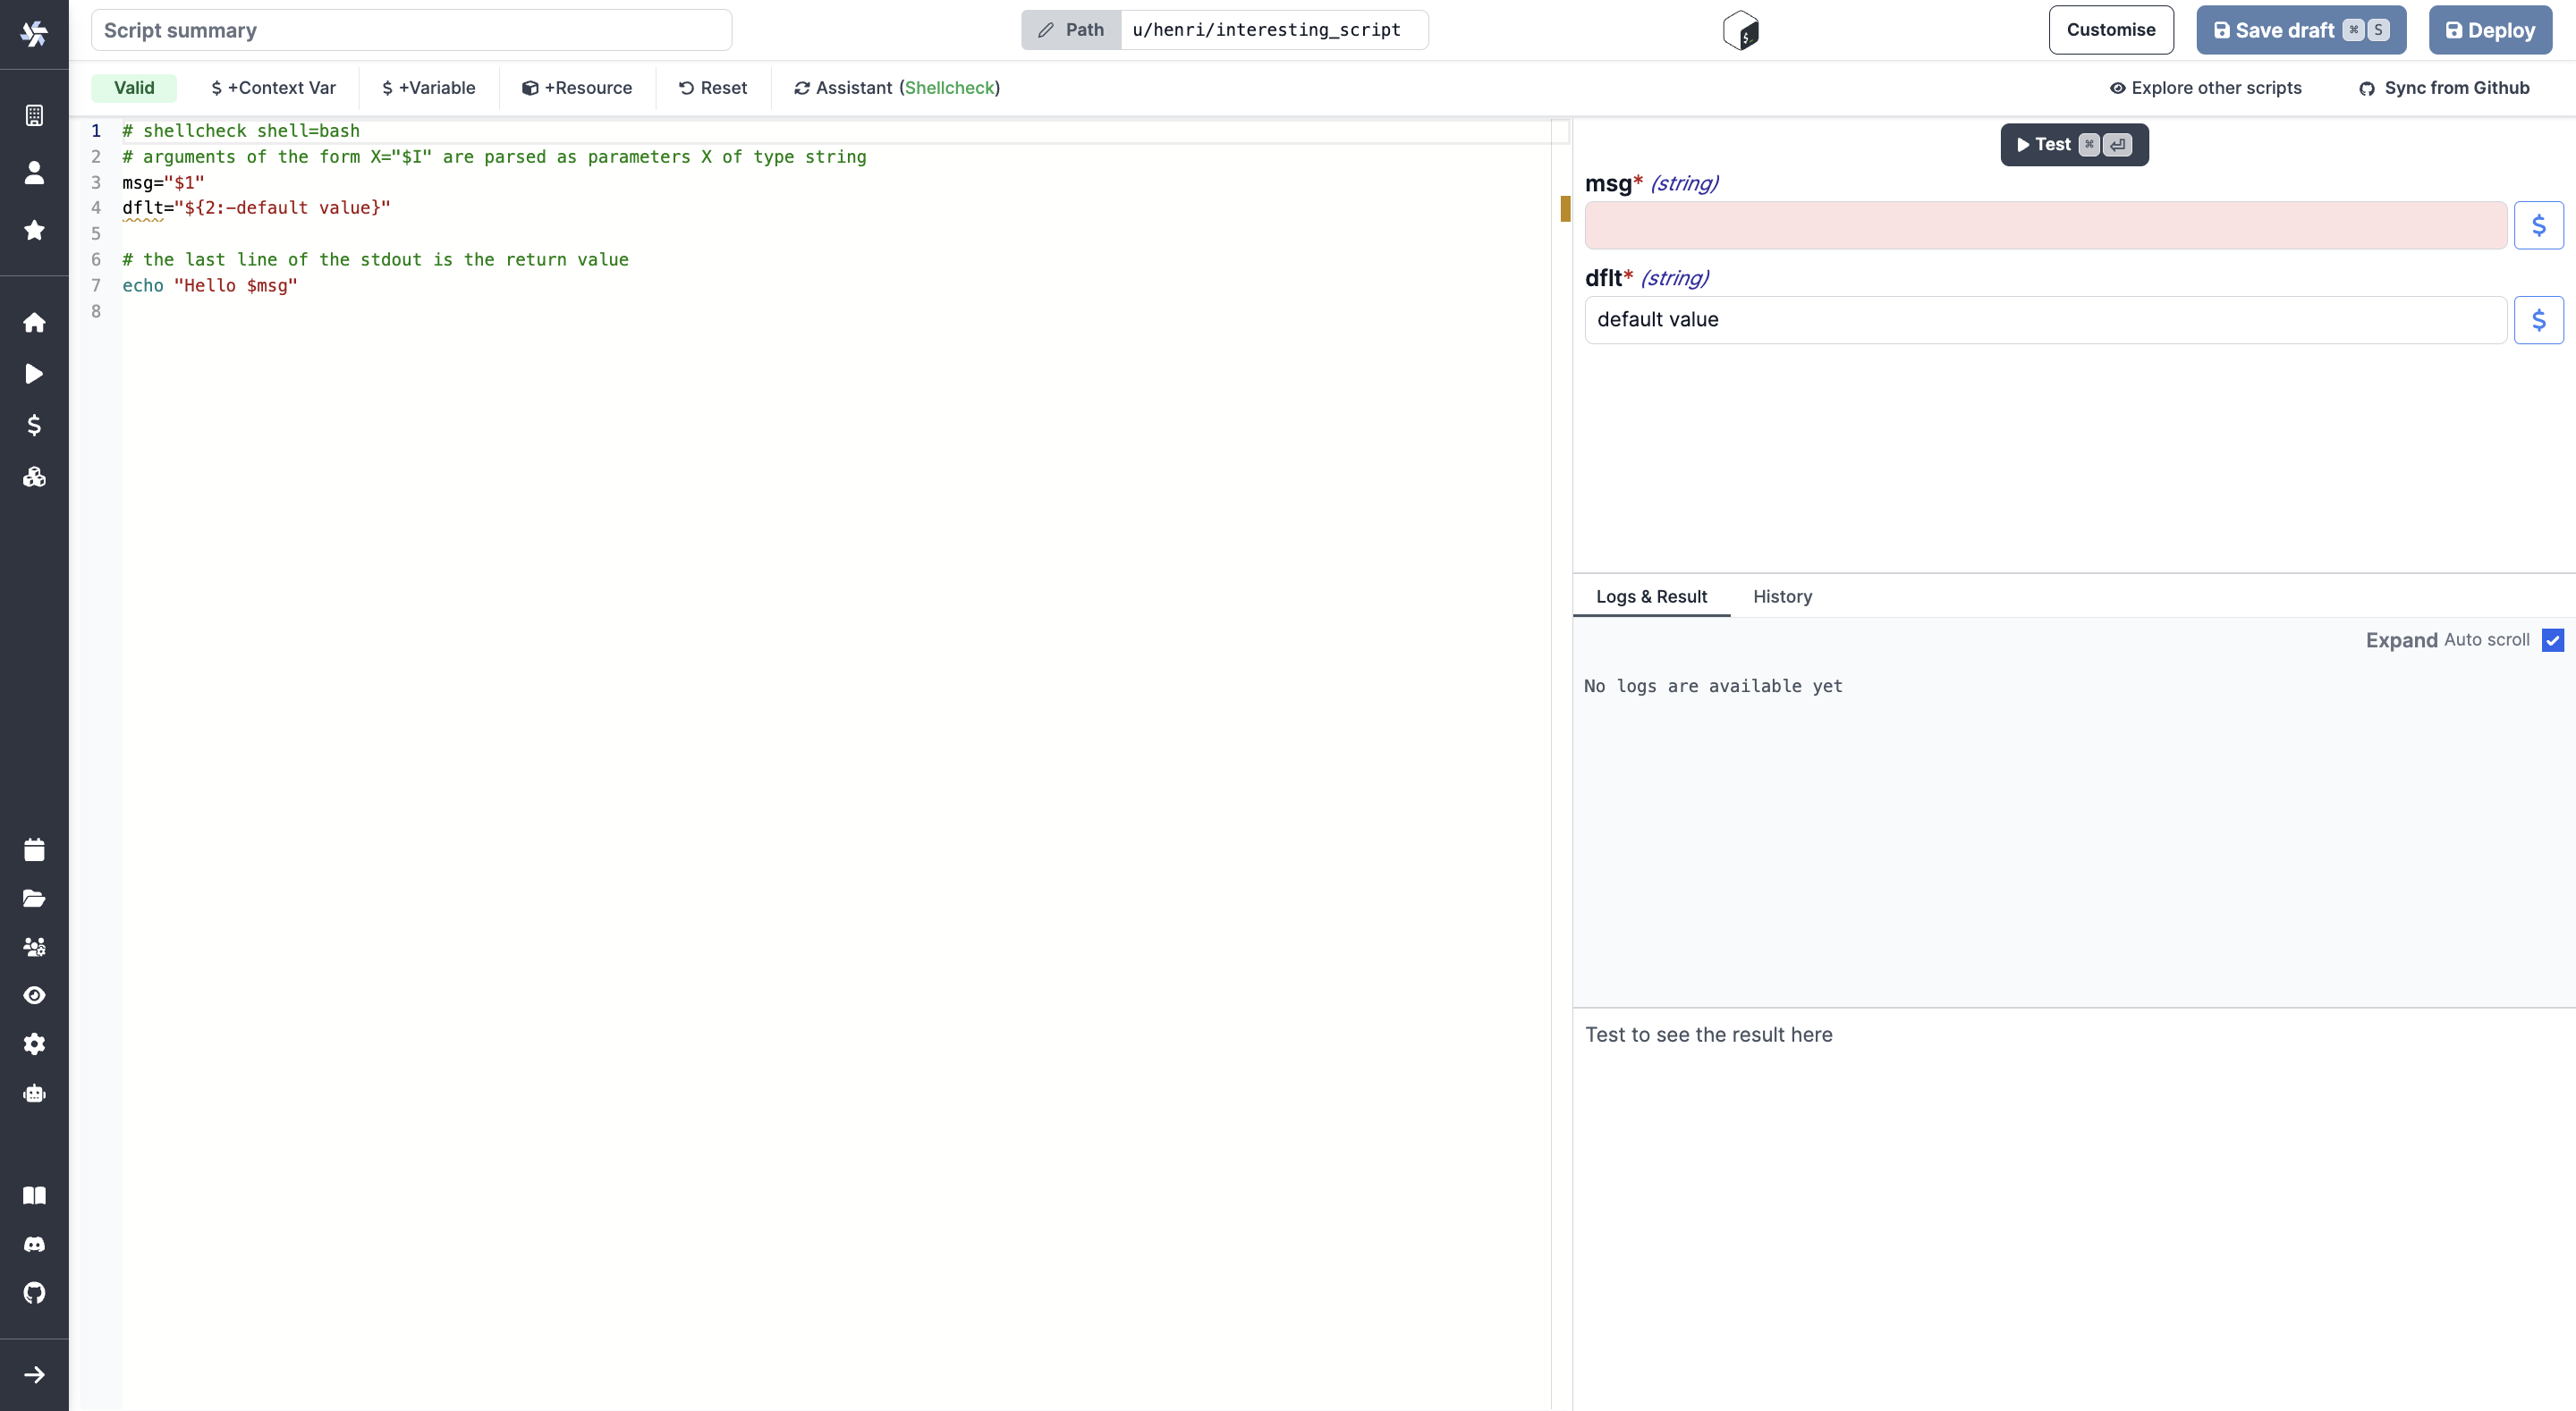 Script summary
Path u/henri/interesting_script
$
Customise
Save draft ⌘ S
Deploy
Valid
$ +Context Var
$ +Variable
+Resource
Reset
Assistant (Shellcheck)
Explore other scripts
Sync from Github
1 # shellcheck shell=bash
2 # arguments of the form X="$I" are parsed as parameters X of type string
3 msg="$1"
4 dflt="${2:-default value}"
5
6 # the last line of the stdout is the return value
7 echo "Hello $msg"
8
Test ⌘ ⏎
msg* (string)
$
dflt* (string)
default value
$
Logs & Result
History
Expand Auto scroll
No logs are available yet
Test to see the result here